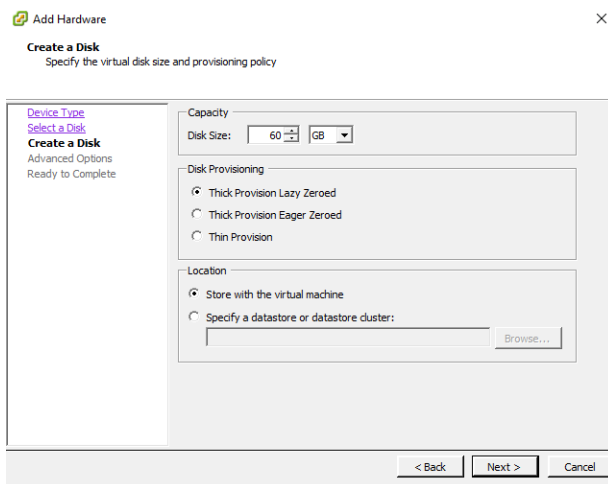 Add Hardware
Create a Disk
Specify the virtual disk size and provisioning policy
Device Type
Select a Disk
Create a Disk
Advanced Options
Ready to Complete
Capacity
Disk Size: 60 GB
Disk Provisioning
Thick Provision Lazy Zeroed
Thick Provision Eager Zeroed
Thin Provision
Location
Store with the virtual machine
Specify a datastore or datastore cluster:
Browse...
< Back Next > Cancel